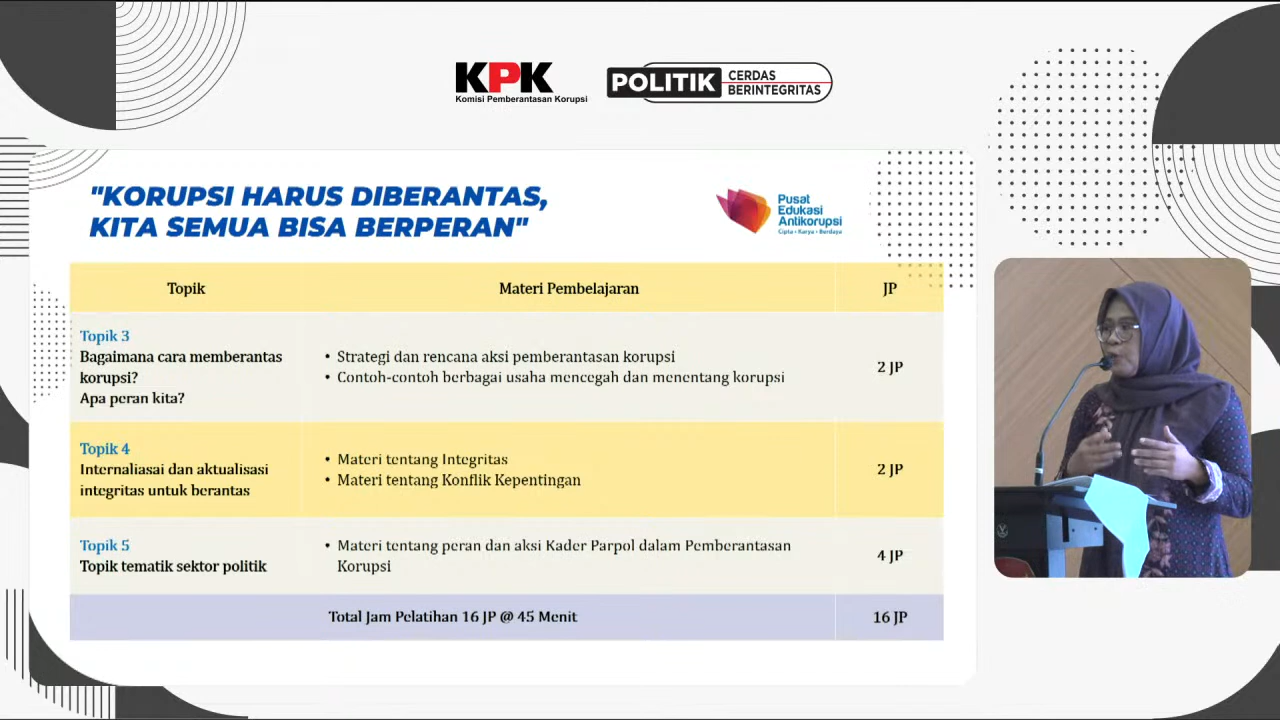 KPK
Komisi Pemberantasan Korupsi
POLITIK
CERDAS
BERINTEGRITAS
"KORUPSI HARUS DIBERANTAS,
KITA SEMUA BISA BERPERAN"
Pusat
Edukasi
Antikorupsi
Cipta • Karya • Berdaya
Topik
Materi Pembelajaran
JP
Topik 3
Bagaimana cara memberantas
korupsi?
Apa peran kita?
• Strategi dan rencana aksi pemberantasan korupsi
• Contoh-contoh berbagai usaha mencegah dan menentang korupsi
2 JP
Topik 4
Internaliasai dan aktualisasi
integritas untuk berantas
• Materi tentang Integritas
• Materi tentang Konflik Kepentingan
2 JP
Topik 5
Topik tematik sektor politik
• Materi tentang peran dan aksi Kader Parpol dalam Pemberantasan
Korupsi
4 JP
Total Jam Pelatihan 16 JP @ 45 Menit
16 JP